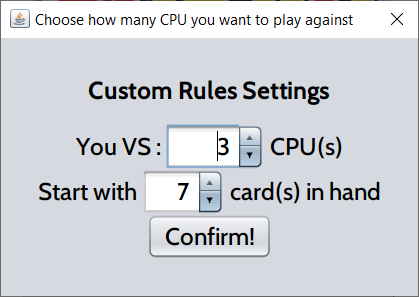 Choose how many CPU you want to play against
Custom Rules Settings
You VS : 3 CPU(s)
Start with 7 card(s) in hand
Confirm!